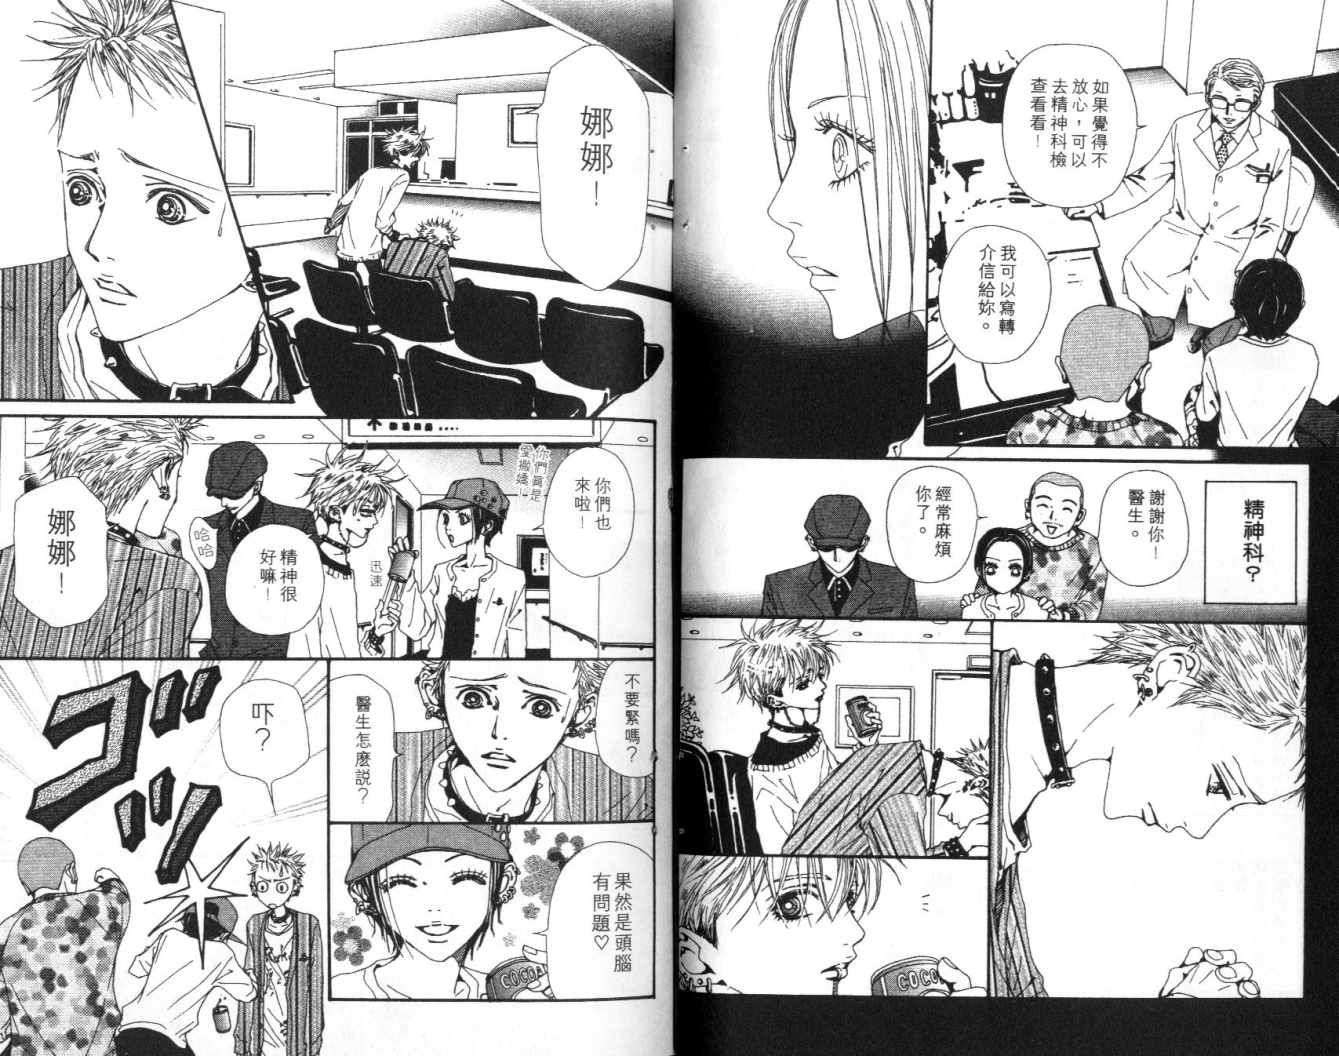 如果覺得不
放心，可以
去精神科檢
查看看！
我可以寫轉
介信給妳。
精神科？
謝謝你！
醫生。
經常麻煩
你了。
COCOA
娜娜！
你們也
來啦！
你們真是
愛撒嬌！
迅速
精神很
好嘛！
哈哈
娜娜！
不要緊嗎？
醫生怎麼說？
吓？
ゴツッ
果然是頭腦
有問題♡
COCOA